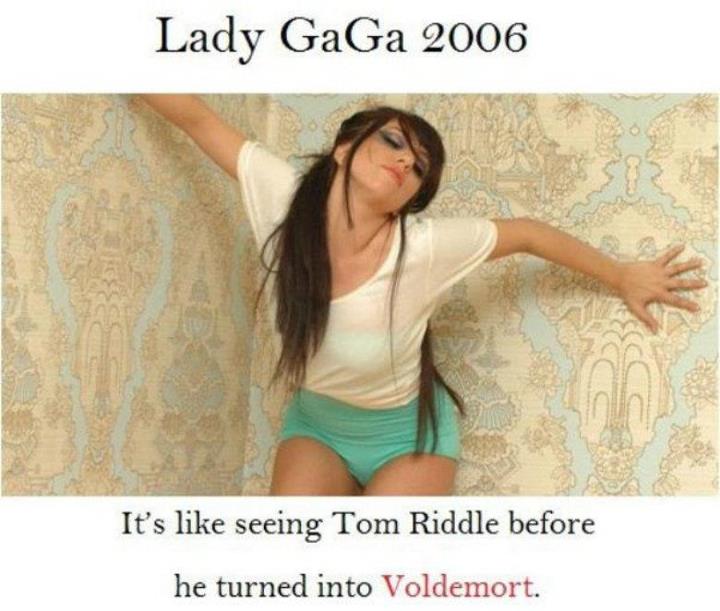 Lady GaGa 2006
It's like seeing Tom Riddle before
he turned into Voldemort.